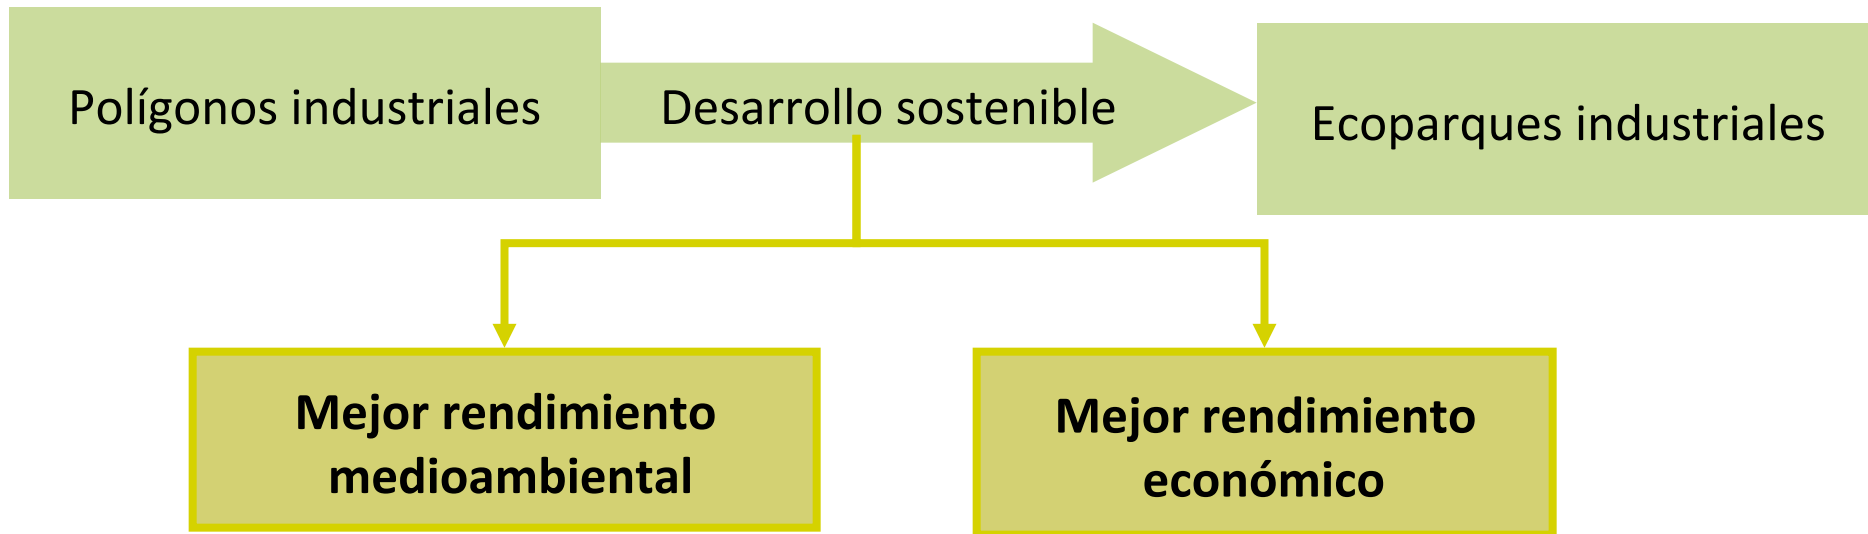 Polígonos industriales
Desarrollo sostenible
Ecoparques industriales
Mejor rendimiento
medioambiental
Mejor rendimiento
económico